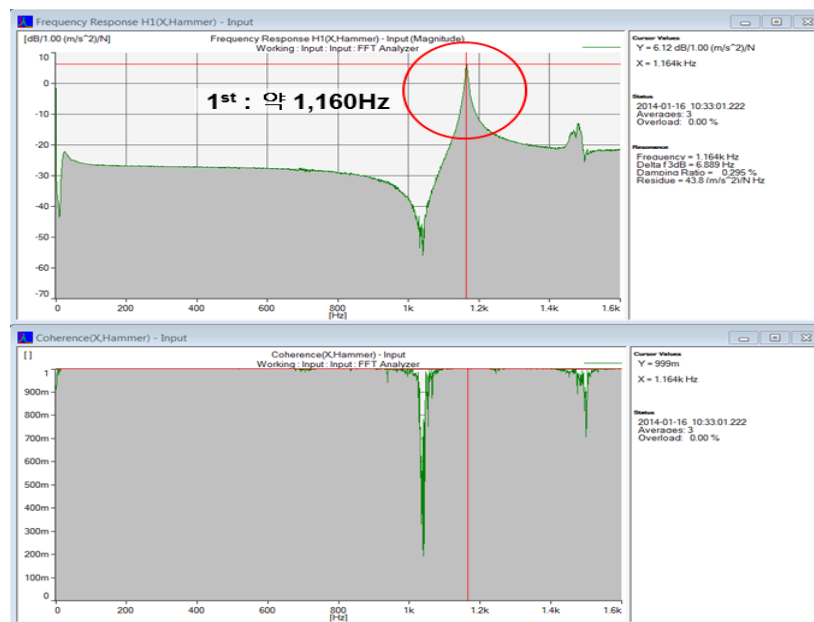 Frequency Response H1(X,Hammer) - Input
[dB/1.00 (m/s^2)/N]
Frequency Response H1(X,Hammer) - Input (Magnitude)
Working : Input : Input : FFT Analyzer
10
0
-10
-20
-30
-40
-50
-60
-70
1st : 약 1,160Hz
0 200 400 600 800 1k 1.2k 1.4k 1.6k
[Hz]
Cursor Values
Y = 6.12 dB/1.00 (m/s^2)/N
X = 1.164k Hz
Status
2014-01-16 10:33:01.222
Averages: 3
Overload: 0.00 %
Resonance
Frequency = 1.164k Hz
Delta f 3dB = 6.889 Hz
Damping Ratio = 0.295 %
Residue = 43.8 (m/s^2)/N Hz
Coherence(X,Hammer) - Input
[ ]
Coherence(X,Hammer) - Input
Working : Input : Input : FFT Analyzer
1
900m
800m
700m
600m
500m
400m
300m
200m
100m
0
0 200 400 600 800 1k 1.2k 1.4k 1.6k
[Hz]
Cursor Values
Y = 999m
X = 1.164k Hz
Status
2014-01-16 10:33:01.222
Averages: 3
Overload: 0.00 %